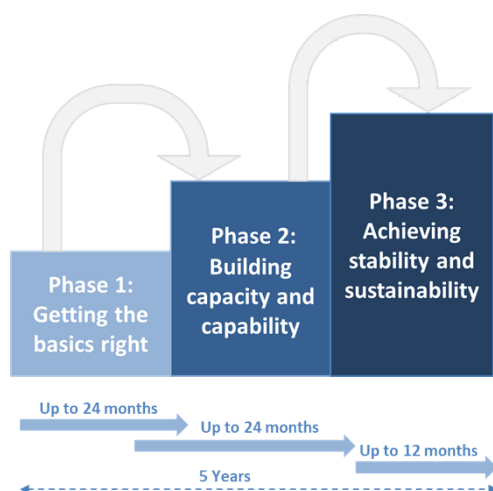 Phase 1:
Getting the
basics right
Phase 2:
Building
capacity and
capability
Phase 3:
Achieving
stability and
sustainability
Up to 24 months
Up to 24 months
Up to 12 months
5 Years